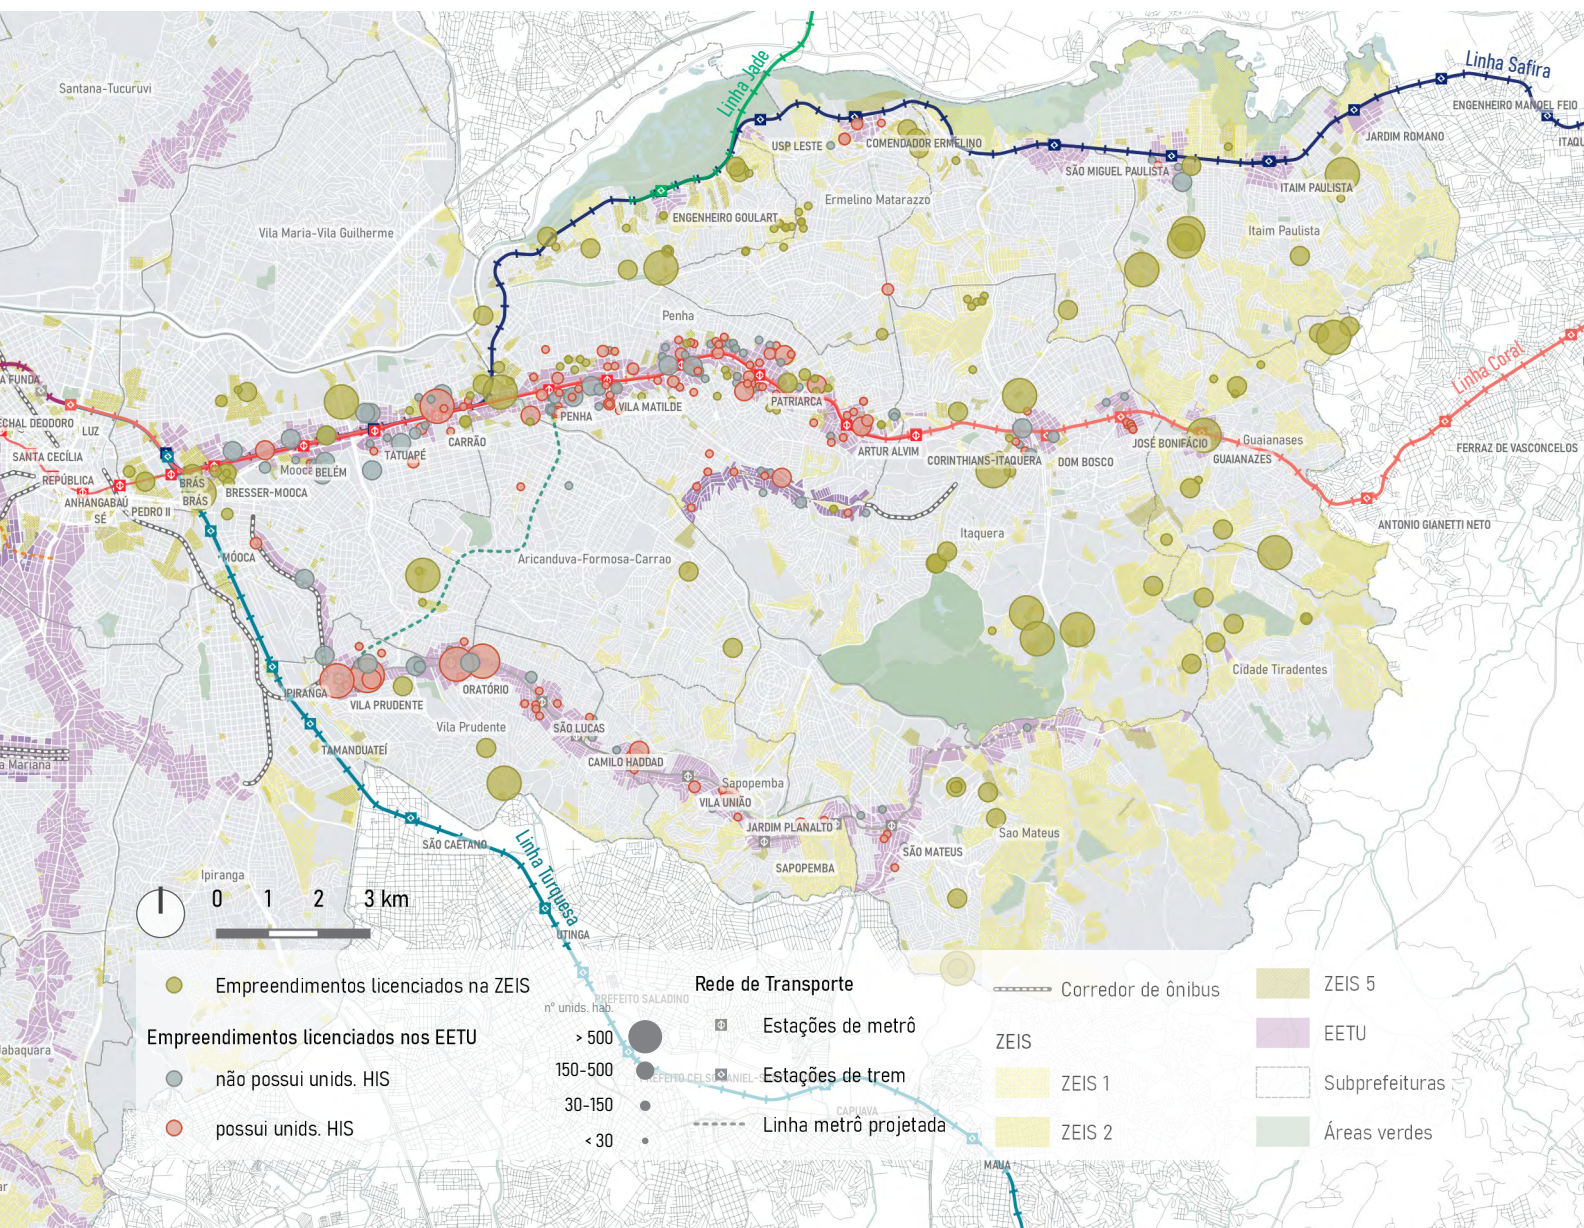 Santana-Tucuruvi
Linha Jade
Linha Safira
ENGENHEIRO MANOEL FEIO
JARDIM ROMANO
USP LESTE
COMENDADOR ERMELINO
SÃO MIGUEL PAULISTA
ITAIM PAULISTA
Ermelino Matarazzo
ENGENHEIRO GOULART
Vila Maria-Vila Guilherme
Itaim Paulista
Penha
Linha Coral
A FUNDA
ECHAL DEODORO
LUZ
SANTA CECÍLIA
REPÚBLICA
ANHANGABAÚ
SÉ
PEDRO II
BRÁS
BRÁS
BRESSER-MOOCA
Mooca
BELÉM
TATUAPÉ
CARRÃO
PENHA
VILA MATILDE
PATRIARCA
ARTUR ALVIM
CORINTHIANS-ITAQUERA
DOM BOSCO
JOSÉ BONIFÁCIO
Guaianases
GUAIANAZES
FERRAZ DE VASCONCELOS
ANTONIO GIANETTI NETO
MÓOCA
Aricanduva-Formosa-Carrao
Itaquera
Cidade Tiradentes
IPIRANGA
VILA PRUDENTE
ORATÓRIO
Vila Prudente
SÃO LUCAS
TAMANDUATEÍ
CAMILO HADDAD
Sapopemba
VILA UNIÃO
JARDIM PLANALTO
SAPOPEMBA
SÃO MATEUS
Sao Mateus
a Mariana
SÃO CAETANO
Linha Turquesa
UTINGA
Ipiranga
0 1 2 3 km
Jabaquara
Empreendimentos licenciados na ZEIS
Empreendimentos licenciados nos EETU
não possui unids. HIS
possui unids. HIS
nº unids. hab.
> 500
150-500
30-150
< 30
PREFEITO SALADINO
Rede de Transporte
Estações de metrô
Estações de trem
Linha metrô projetada
CAPUAVA
MAUÁ
Corredor de ônibus
ZEIS
ZEIS 1
ZEIS 2
ZEIS 5
EETU
Subprefeituras
Áreas verdes